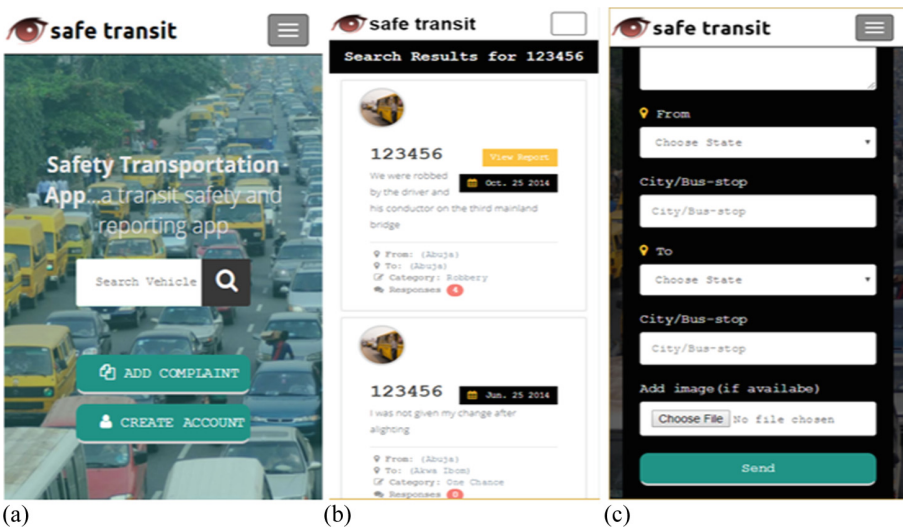 safe transit
Safety Transportation
App...a transit safety and
reporting app
Search Vehicle
ADD COMPLAINT
CREATE ACCOUNT
(a)
safe transit
Search Results for 123456
123456
View Report
We were robbed
Oct. 25 2014
by the driver and
his conductor on the third mainland
bridge
From: (Abuja)
To: (Abuja)
Category: Robbery
Responses 4
123456
Jun. 25 2014
I was not given my change after
alighting
From: (Abuja)
To: (Akwa Ibom)
Category: One Chance
Responses 0
(b)
safe transit
From
Choose State
City/Bus-stop
City/Bus-stop
To
Choose State
City/Bus-stop
City/Bus-stop
Add image(if availabe)
Choose File No file chosen
Send
(c)